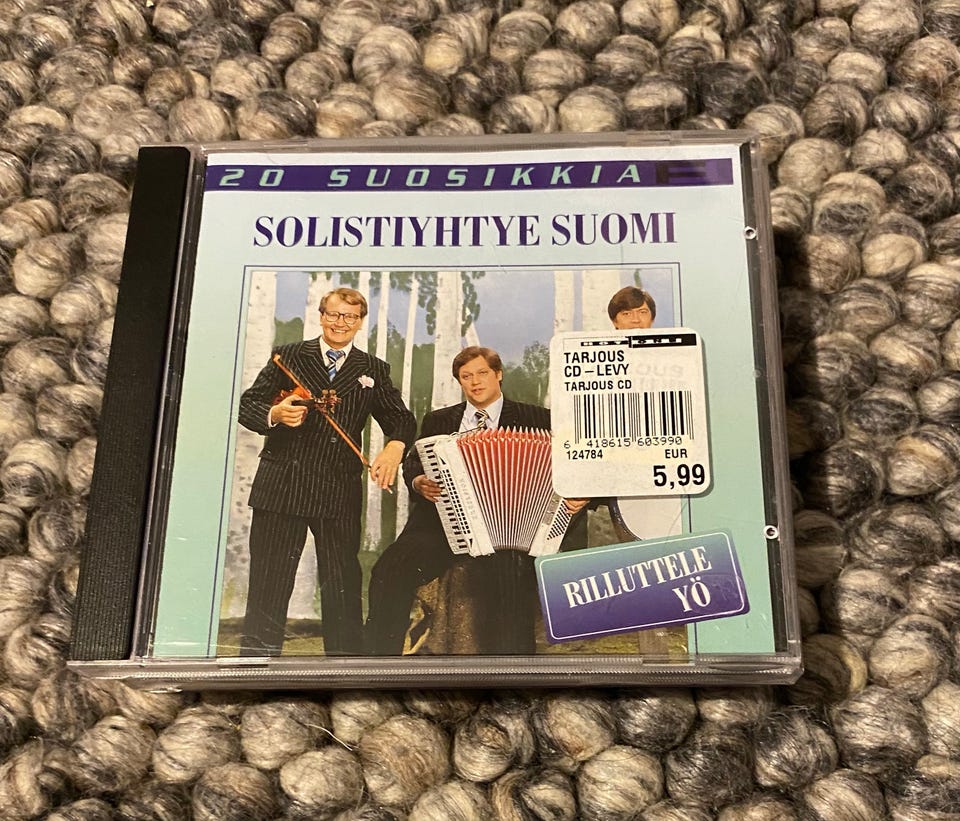 20 SUOSIKKIA
SOLISTIYHTYE SUOMI
TARJOUS
CD-LEVY
TARJOUS CD
6 418615 603990
124784 EUR
5,99
RILLUTTELE
YÖ